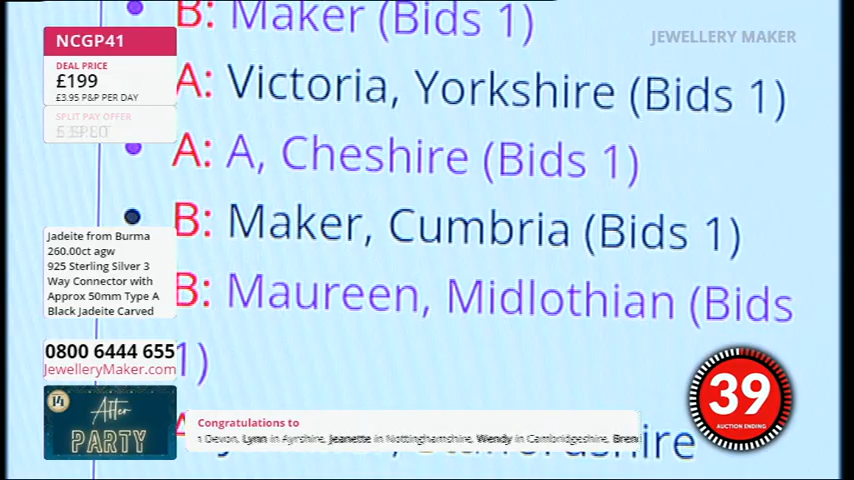 B: Maker (Bids 1)
JEWELLERY MAKER
NCGP41
DEAL PRICE
£199
£3.95 P&P PER DAY
SPLIT PAY OFFER
A: Victoria, Yorkshire (Bids 1)
A: A, Cheshire (Bids 1)
B: Maker, Cumbria (Bids 1)
B: Maureen, Midlothian (Bids
1)
Jadeite from Burma
260.00ct agw
925 Sterling Silver 3
Way Connector with
Approx 50mm Type A
Black Jadeite Carved
0800 6444 655
JewelleryMaker.com
14
After
PARTY
Congratulations to
Devon, Lynn in Ayrshire, Jeanette in Nottinghamshire, Wendy in Cambridgeshire, Bren
39
AUCTION ENDING